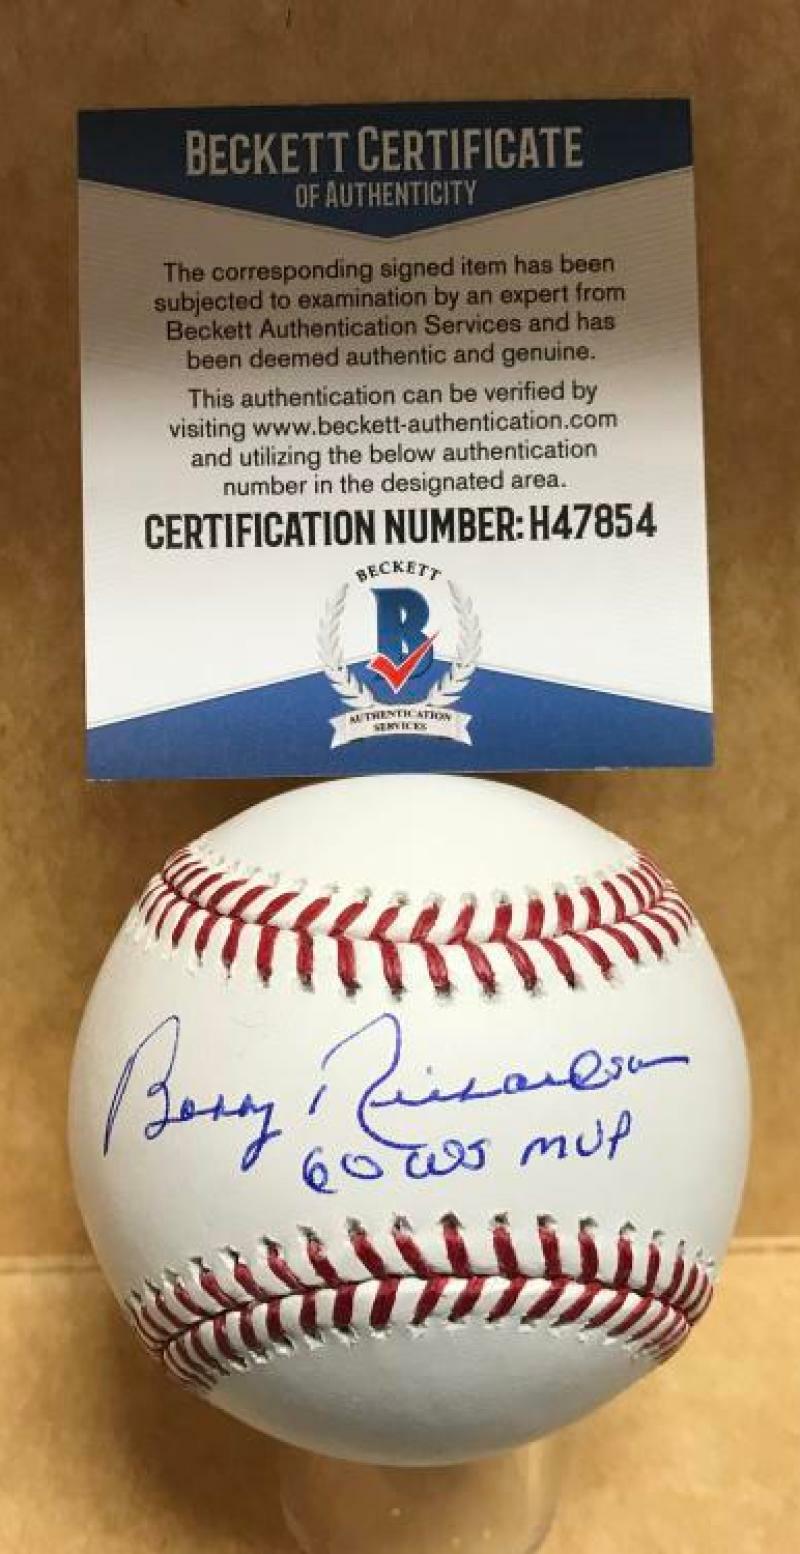 BECKETT CERTIFICATE
OF AUTHENTICITY
The corresponding signed item has been
subjected to examination by an expert from
Beckett Authentication Services and has
been deemed authentic and genuine.
This authentication can be verified by
visiting www.beckett-authentication.com
and utilizing the below authentication
number in the designated area.
CERTIFICATION NUMBER: H47854
BECKETT
B
AUTHENTICATION
SERVICES
Bobby Richardson
60 WS MVP